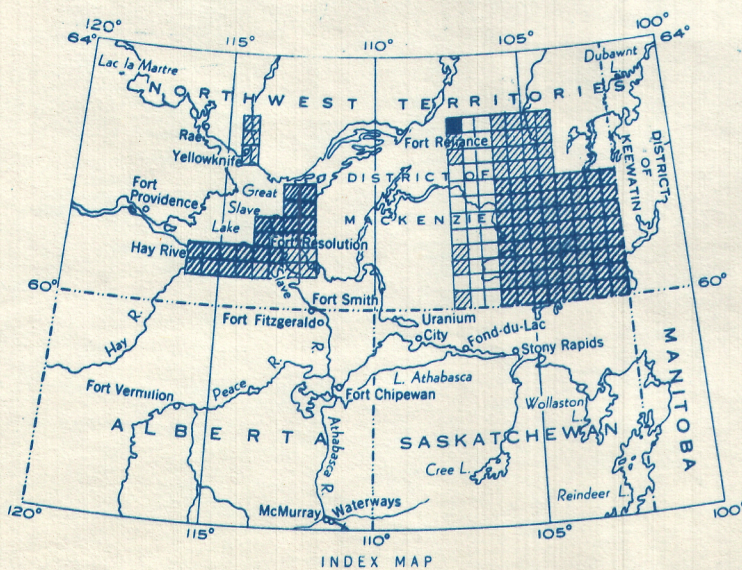 120°
115°
110°
105°
100°
64°
64°
Lac la Martre
Dubawnt
L.
NORTHWEST TERRITORIES
Rae
Yellowknife
Fort Reliance
DISTRICT OF
MACKENZIE
DISTRICT
OF
KEEWATIN
Fort
Providence
Great
Slave
Lake
Hay River
Fort Resolution
Slave
R.
60°
60°
Fort Smith
Fort Fitzgerald
Uranium
City
Fond-du-Lac
Stony Rapids
Hay R.
Peace R.
Fort Vermilion
L. Athabasca
Fort Chipewan
Wollaston
L.
MANITOBA
ALBERTA
Athabasca R.
SASKATCHEWAN
Cree L.
Reindeer L.
McMurray
Waterways
120°
115°
110°
105°
100°
INDEX MAP